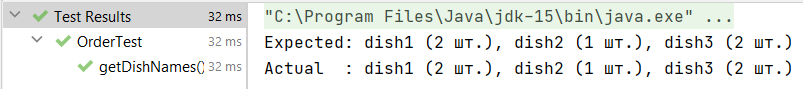 Test Results 32 ms
OrderTest 32 ms
getDishNames() 32 ms
"C:\Program Files\Java\jdk-15\bin\java.exe" ...
Expected: dish1 (2 шт.), dish2 (1 шт.), dish3 (2 шт.)
Actual  : dish1 (2 шт.), dish2 (1 шт.), dish3 (2 шт.)